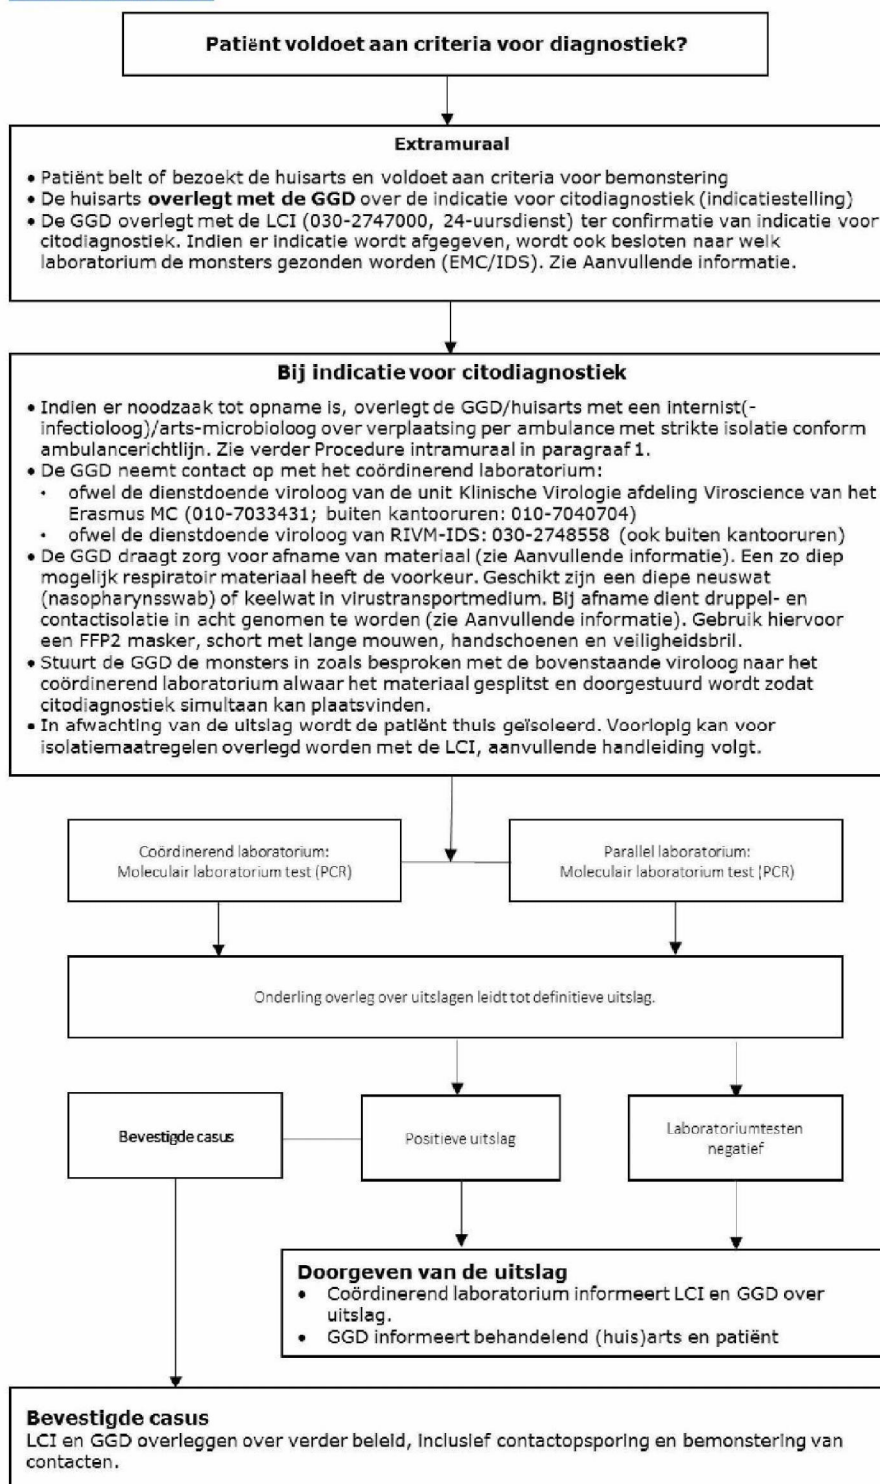 Patiënt voldoet aan criteria voor diagnostiek?
Extramuraal
• Patiënt belt of bezoekt de huisarts en voldoet aan criteria voor bemonstering
• De huisarts overlegt met de GGD over de indicatie voor citodiagnostiek (indicatiestelling)
• De GGD overlegt met de LCI (030-2747000, 24-uursdienst) ter confirmatie van indicatie voor
citodiagnostiek. Indien er indicatie wordt afgegeven, wordt ook besloten naar welk
laboratorium de monsters gezonden worden (EMC/IDS). Zie Aanvullende informatie.
Bij indicatie voor citodiagnostiek
• Indien er noodzaak tot opname is, overlegt de GGD/huisarts met een internist(-
infectioloog)/arts-microbioloog over verplaatsing per ambulance met strikte isolatie conform
ambulancerichtlijn. Zie verder Procedure intramuraal in paragraaf 1.
• De GGD neemt contact op met het coördinerend laboratorium:
• ofwel de dienstdoende viroloog van de unit Klinische Virologie afdeling Viroscience van het
Erasmus MC (010-7033431; buiten kantooruren: 010-7040704)
• ofwel de dienstdoende viroloog van RIVM-IDS: 030-2748558 (ook buiten kantooruren)
• De GGD draagt zorg voor afname van materiaal (zie Aanvullende informatie). Een zo diep
mogelijk respiratoir materiaal heeft de voorkeur. Geschikt zijn een diepe neuswat
(nasopharynsswab) of keelwat in virustransportmedium. Bij afname dient druppel- en
contactisolatie in acht genomen te worden (zie Aanvullende informatie). Gebruik hiervoor
een FFP2 masker, schort met lange mouwen, handschoenen en veiligheidsbril.
• Stuurt de GGD de monsters in zoals besproken met de bovenstaande viroloog naar het
coördinerend laboratorium alwaar het materiaal gesplitst en doorgestuurd wordt zodat
citodiagnostiek simultaan kan plaatsvinden.
• In afwachting van de uitslag wordt de patiënt thuis geïsoleerd. Voorlopig kan voor
isolatiemaatregelen overlegd worden met de LCI, aanvullende handleiding volgt.
Coördinerend laboratorium:
Moleculair laboratorium test (PCR)
Parallel laboratorium:
Moleculair laboratorium test (PCR)
Onderling overleg over uitslagen leidt tot definitieve uitslag.
Bevestigde casus
Positieve uitslag
Laboratoriumtesten
negatief
Doorgeven van de uitslag
• Coördinerend laboratorium informeert LCI en GGD over
uitslag.
• GGD informeert behandelend (huis)arts en patiënt
Bevestigde casus
LCI en GGD overleggen over verder beleid, inclusief contactopsporing en bemonstering van
contacten.